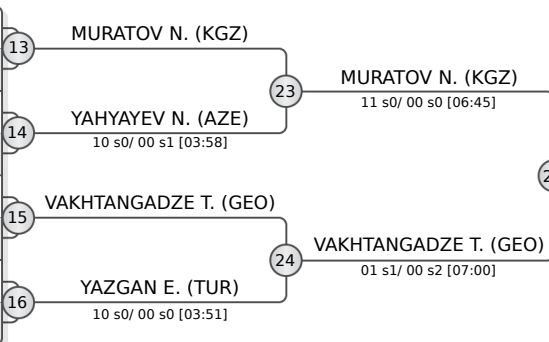 MURATOV N. (KGZ)
13
23
MURATOV N. (KGZ)
11 s0/ 00 s0 [06:45]
YAHYAYEV N. (AZE)
14
10 s0/ 00 s1 [03:58]
VAKHTANGADZE T. (GEO)
15
24
VAKHTANGADZE T. (GEO)
01 s1/ 00 s2 [07:00]
YAZGAN E. (TUR)
16
10 s0/ 00 s0 [03:51]